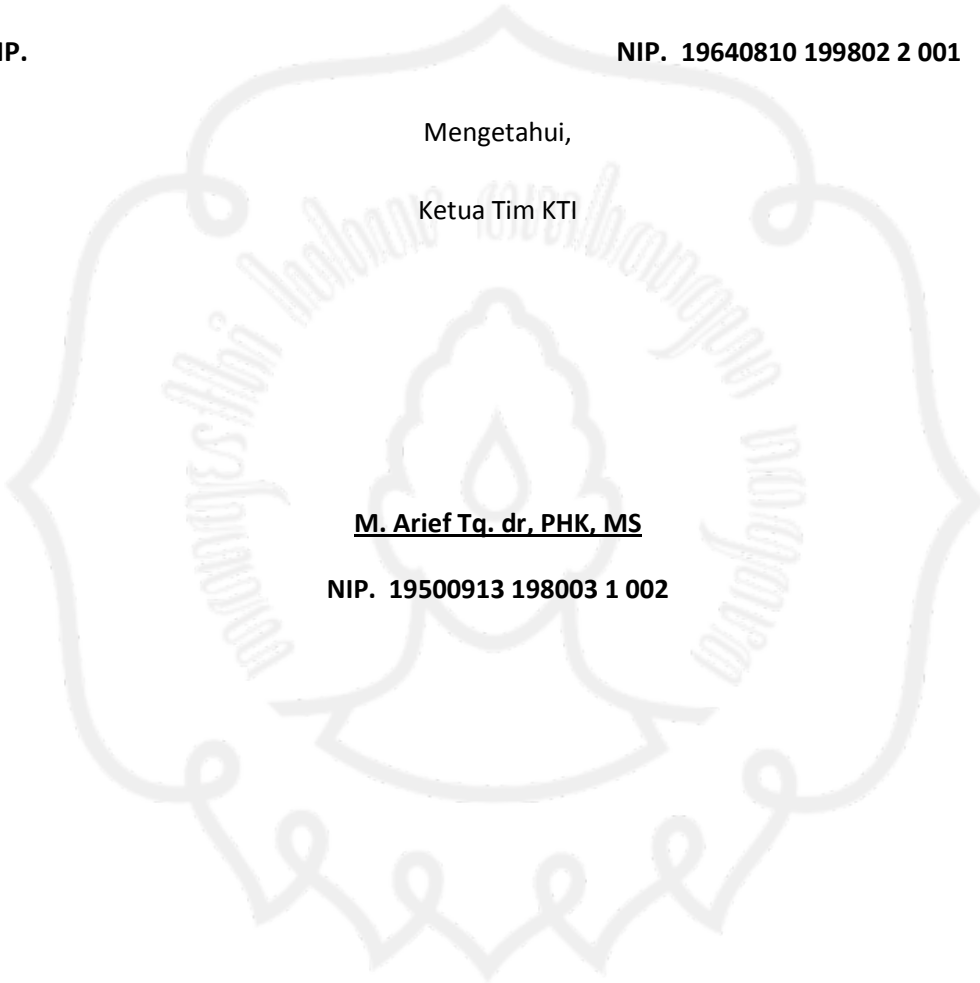 IP. NIP. 19640810 199802 2 001
Mengetahui,
Ketua Tim KTI
M. Arief Tq. dr, PHK, MS
NIP. 19500913 198003 1 002